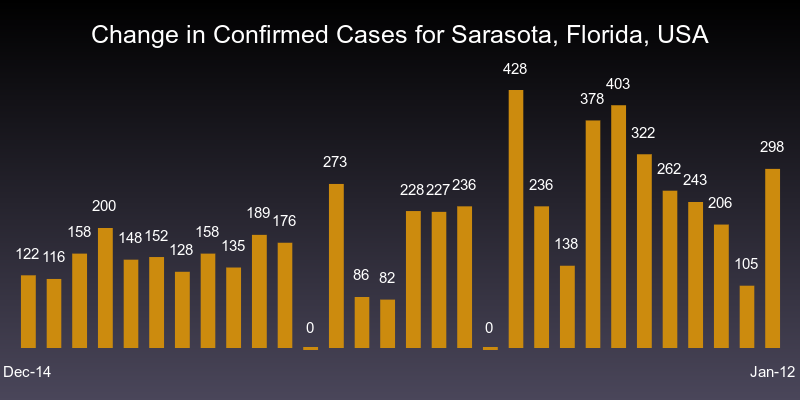 Change in Confirmed Cases for Sarasota, Florida, USA
122 116 158 200 148 152 128 158 135 189 176 0 273 86 82 228 227 236 0 428 236 138 378 403 322 262 243 206 105 298
Dec-14 Jan-12